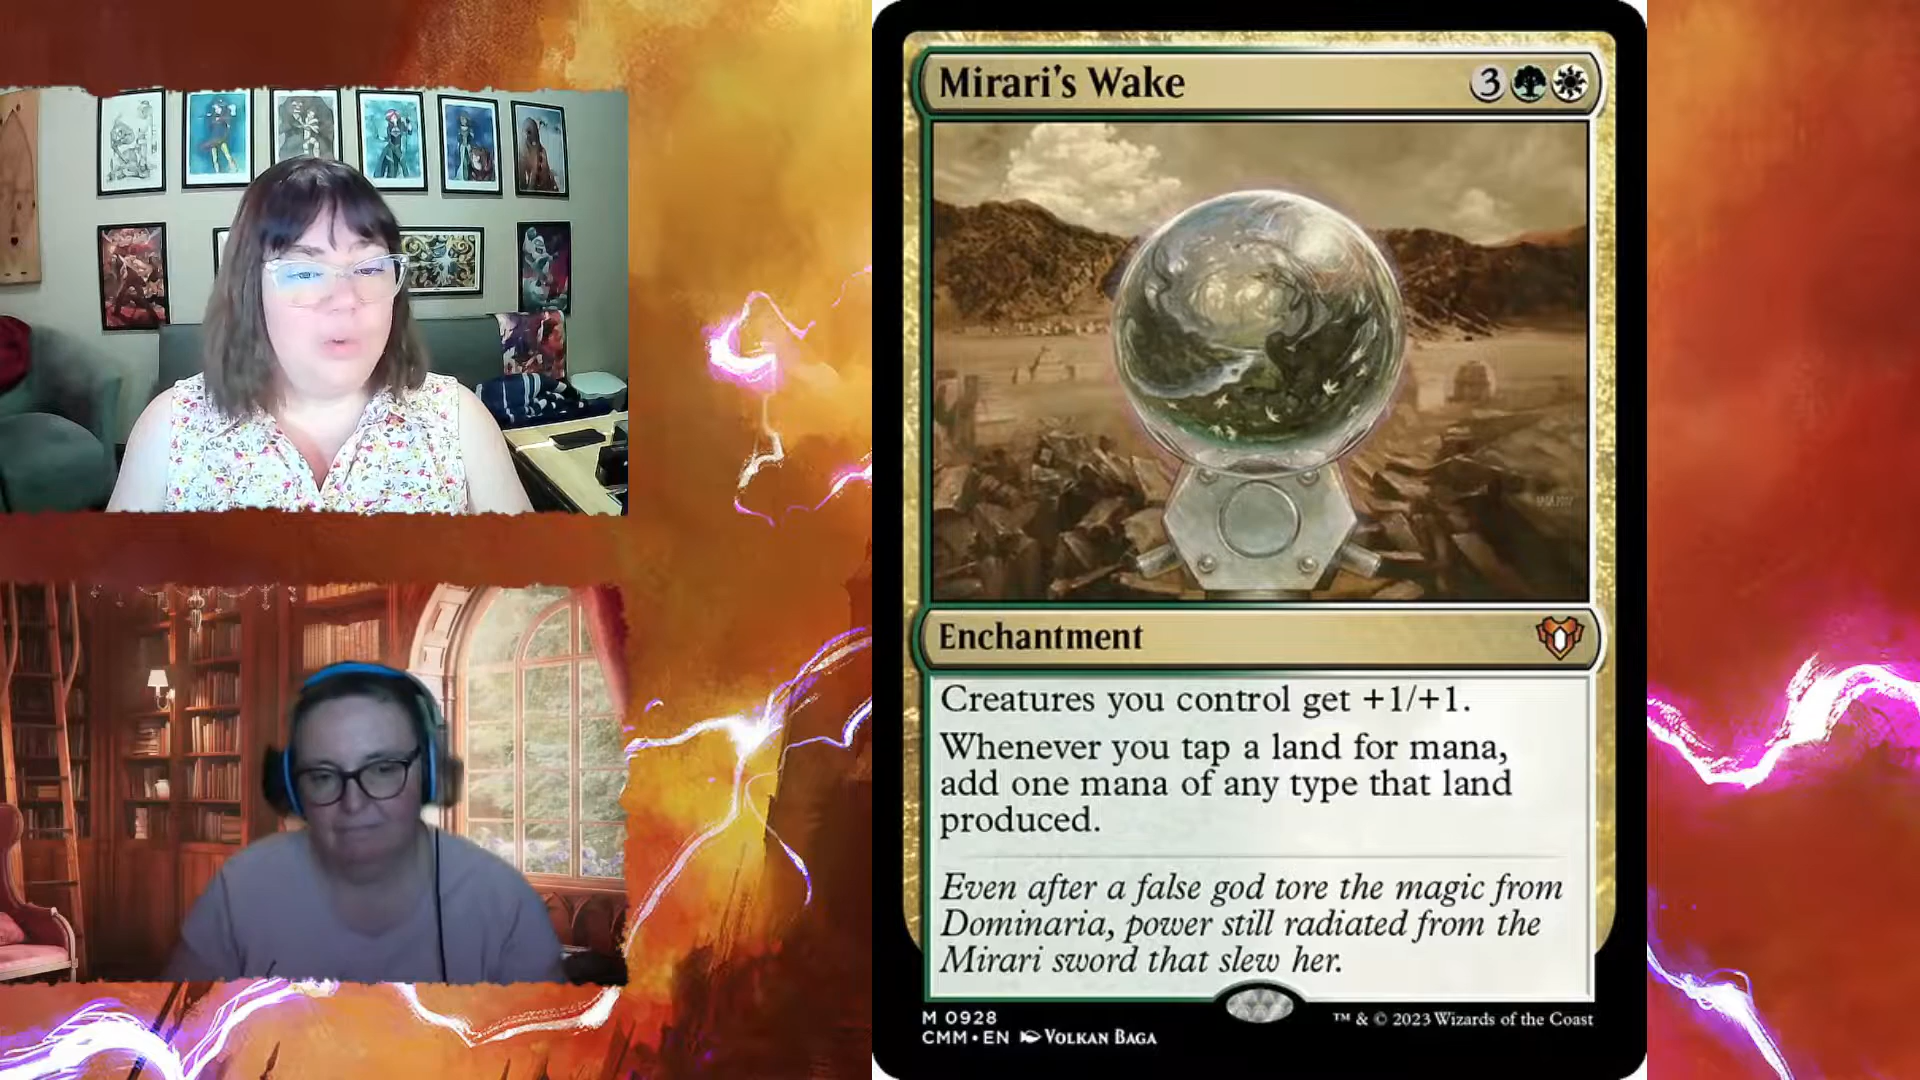 Mirari's Wake 3
Enchantment
Creatures you control get +1/+1.
Whenever you tap a land for mana,
add one mana of any type that land
produced.
Even after a false god tore the magic from
Dominaria, power still radiated from the
Mirari sword that slew her.
M 0928
CMM • EN VOLKAN BAGA
™ & © 2023 Wizards of the Coast